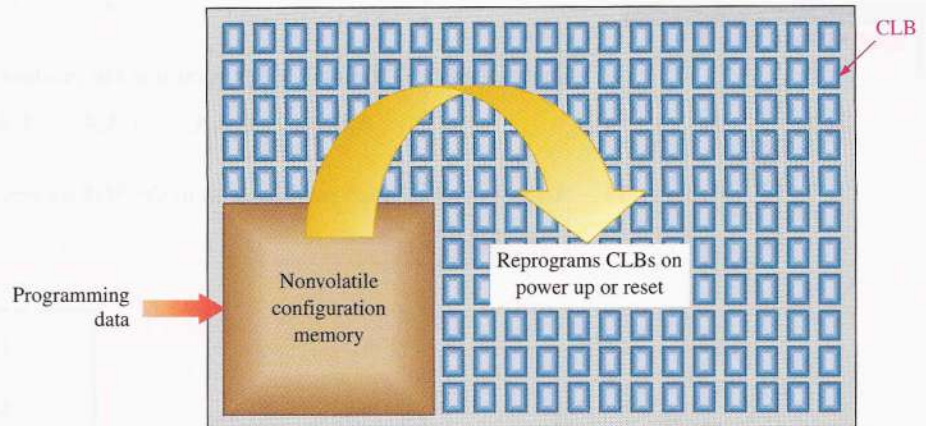 CLB
Reprograms CLBs on
power up or reset
Nonvolatile
configuration
memory
Programming
data